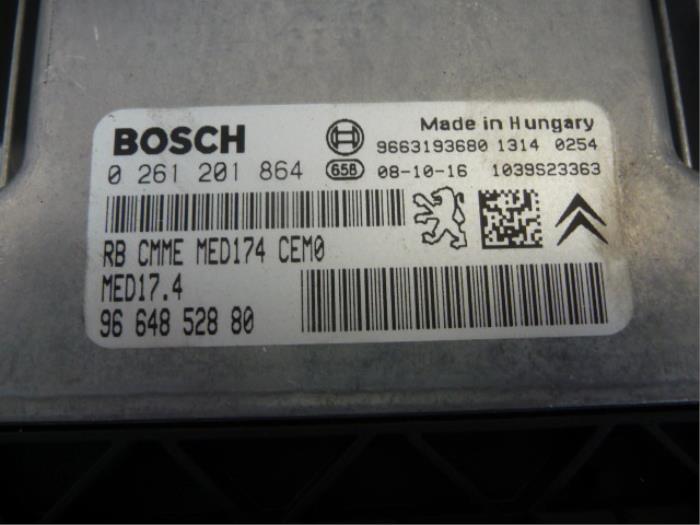 BOSCH
Made in Hungary
9663193680 1314 0254
0 261 201 864
658
08-10-16 1039S23363
RB CMME MED174 CEM0
MED17.4
96 648 528 80